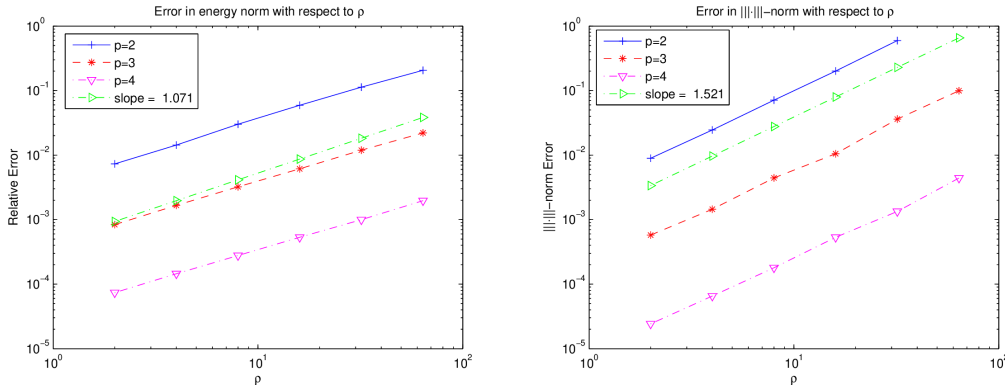 Error in energy norm with respect to ρ
10^0
10^-1
10^-2
10^-3
10^-4
10^-5
Relative Error
p=2
p=3
p=4
slope = 1.071
10^0
10^1
10^2
ρ
Error in |||·|||−norm with respect to ρ
10^0
10^-1
10^-2
10^-3
10^-4
10^-5
|||·|||−norm Error
p=2
p=3
p=4
slope = 1.521
10^0
10^1
10^2
ρ